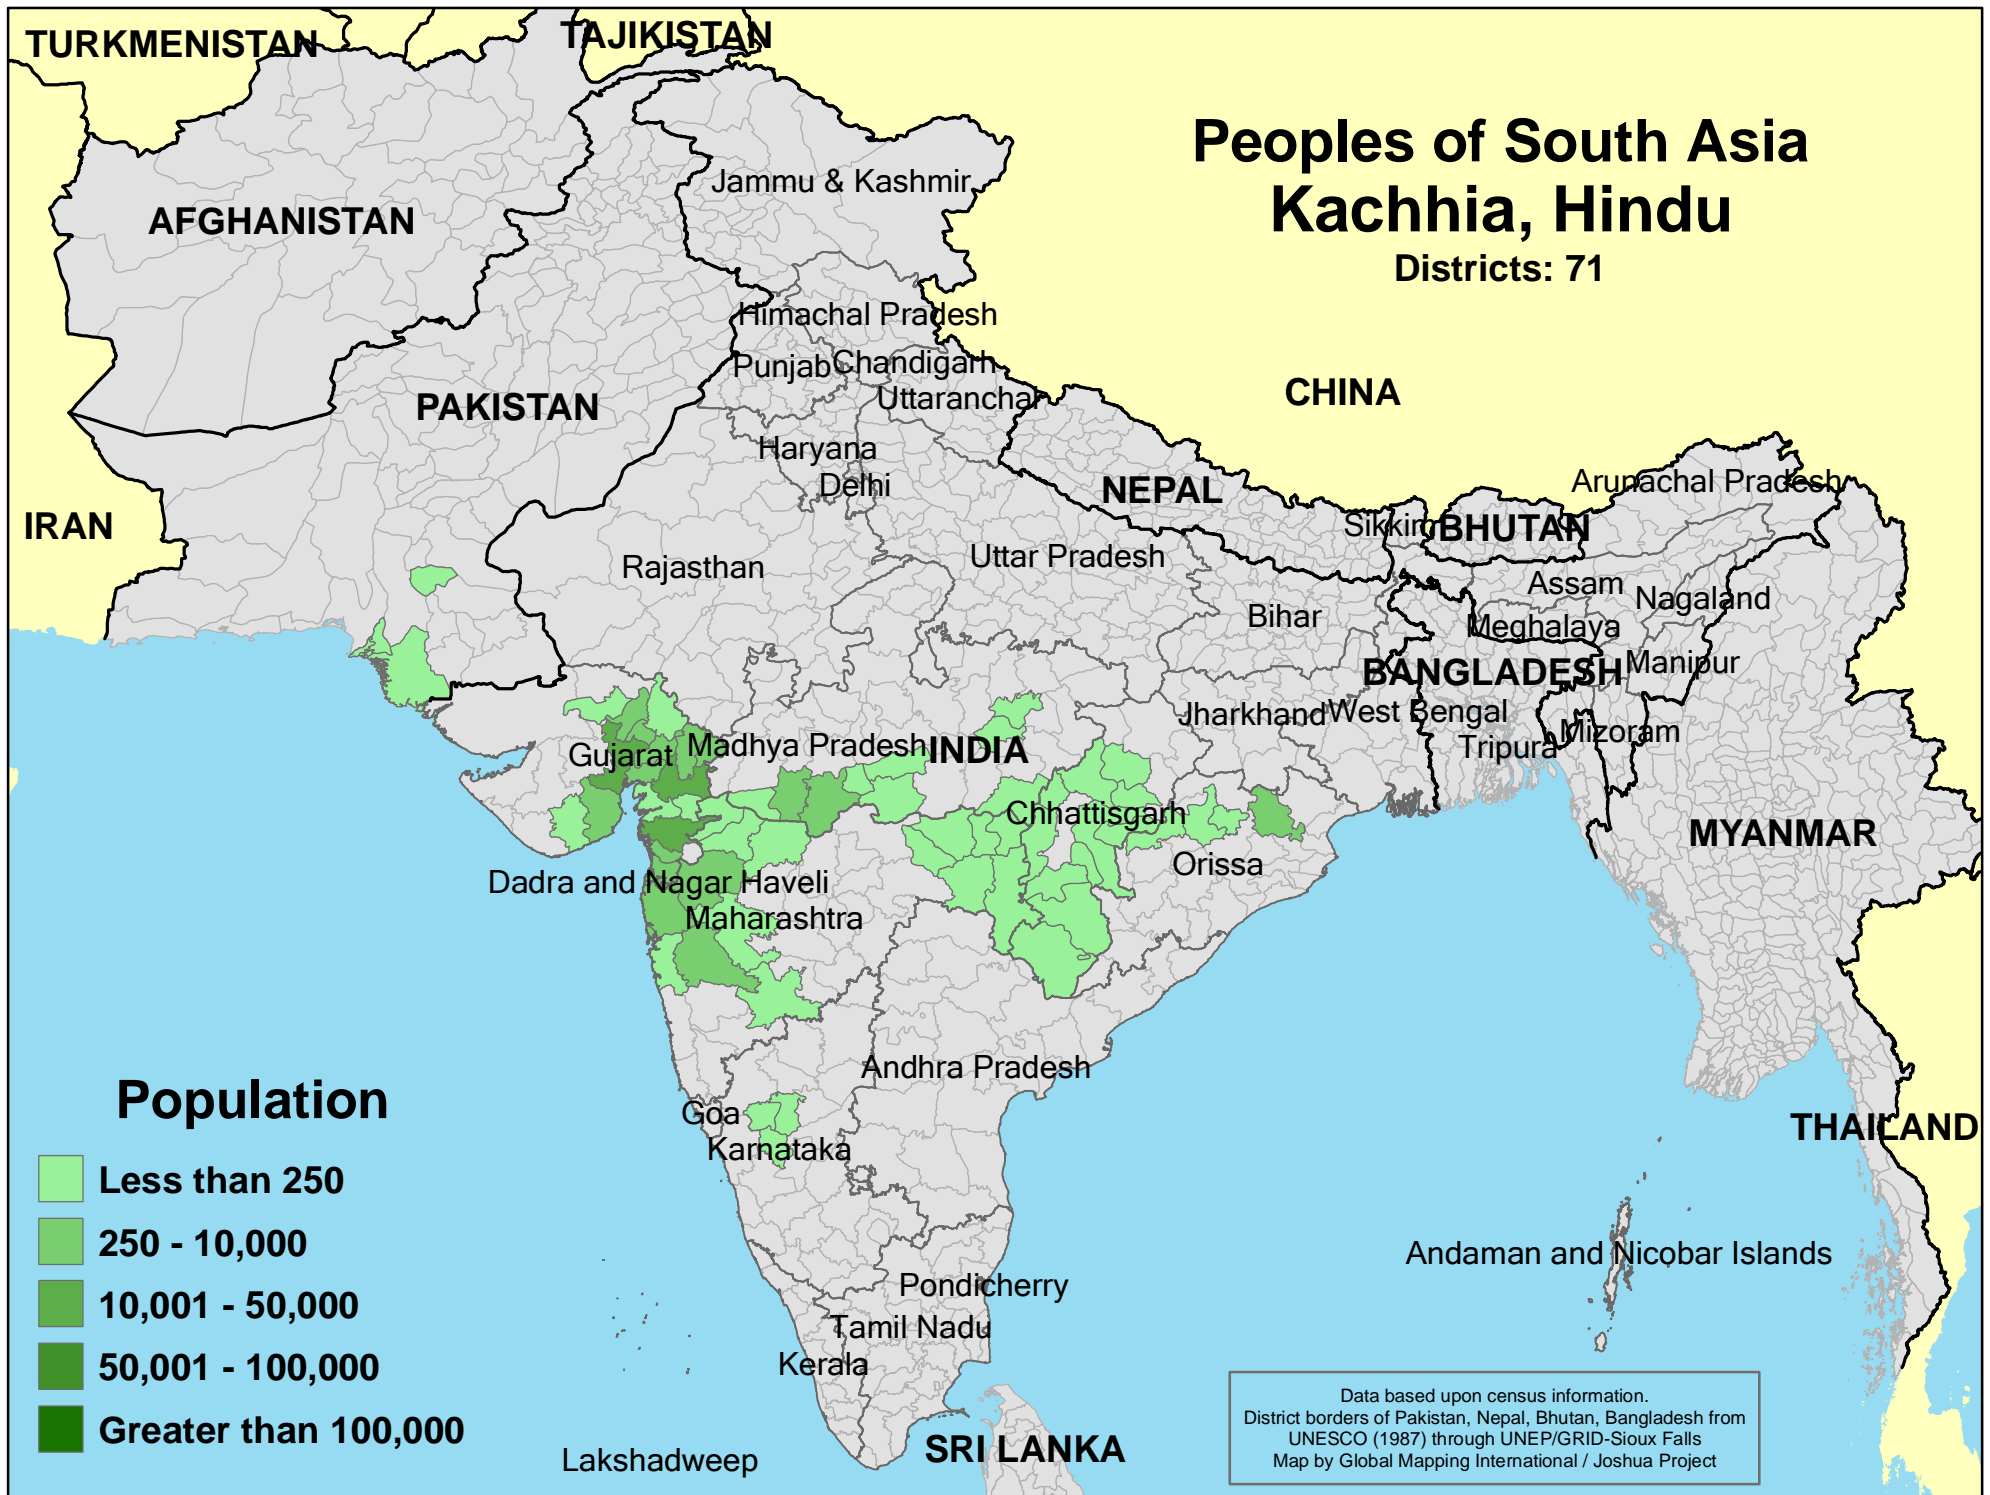 TURKMENISTAN
TAJIKISTAN
Peoples of South Asia
Kachhia, Hindu
Districts: 71
Jammu & Kashmir
AFGHANISTAN
Himachal Pradesh
Punjab
Chandigarh
Uttaranchal
CHINA
PAKISTAN
Haryana
Delhi
NEPAL
Arunachal Pradesh
IRAN
Sikkim
BHUTAN
Rajasthan
Uttar Pradesh
Assam
Nagaland
Bihar
Meghalaya
BANGLADESH
Manipur
Jharkhand
West Bengal
Mizoram
Tripura
Gujarat
Madhya Pradesh
INDIA
Chhattisgarh
MYANMAR
Orissa
Dadra and Nagar Haveli
Maharashtra
Andhra Pradesh
Goa
Karnataka
THAILAND
Andaman and Nicobar Islands
Pondicherry
Tamil Nadu
Kerala
Lakshadweep
SRI LANKA
Population
Less than 250
250 - 10,000
10,001 - 50,000
50,001 - 100,000
Greater than 100,000
Data based upon census information.
District borders of Pakistan, Nepal, Bhutan, Bangladesh from
UNESCO (1987) through UNEP/GRID-Sioux Falls
Map by Global Mapping International / Joshua Project